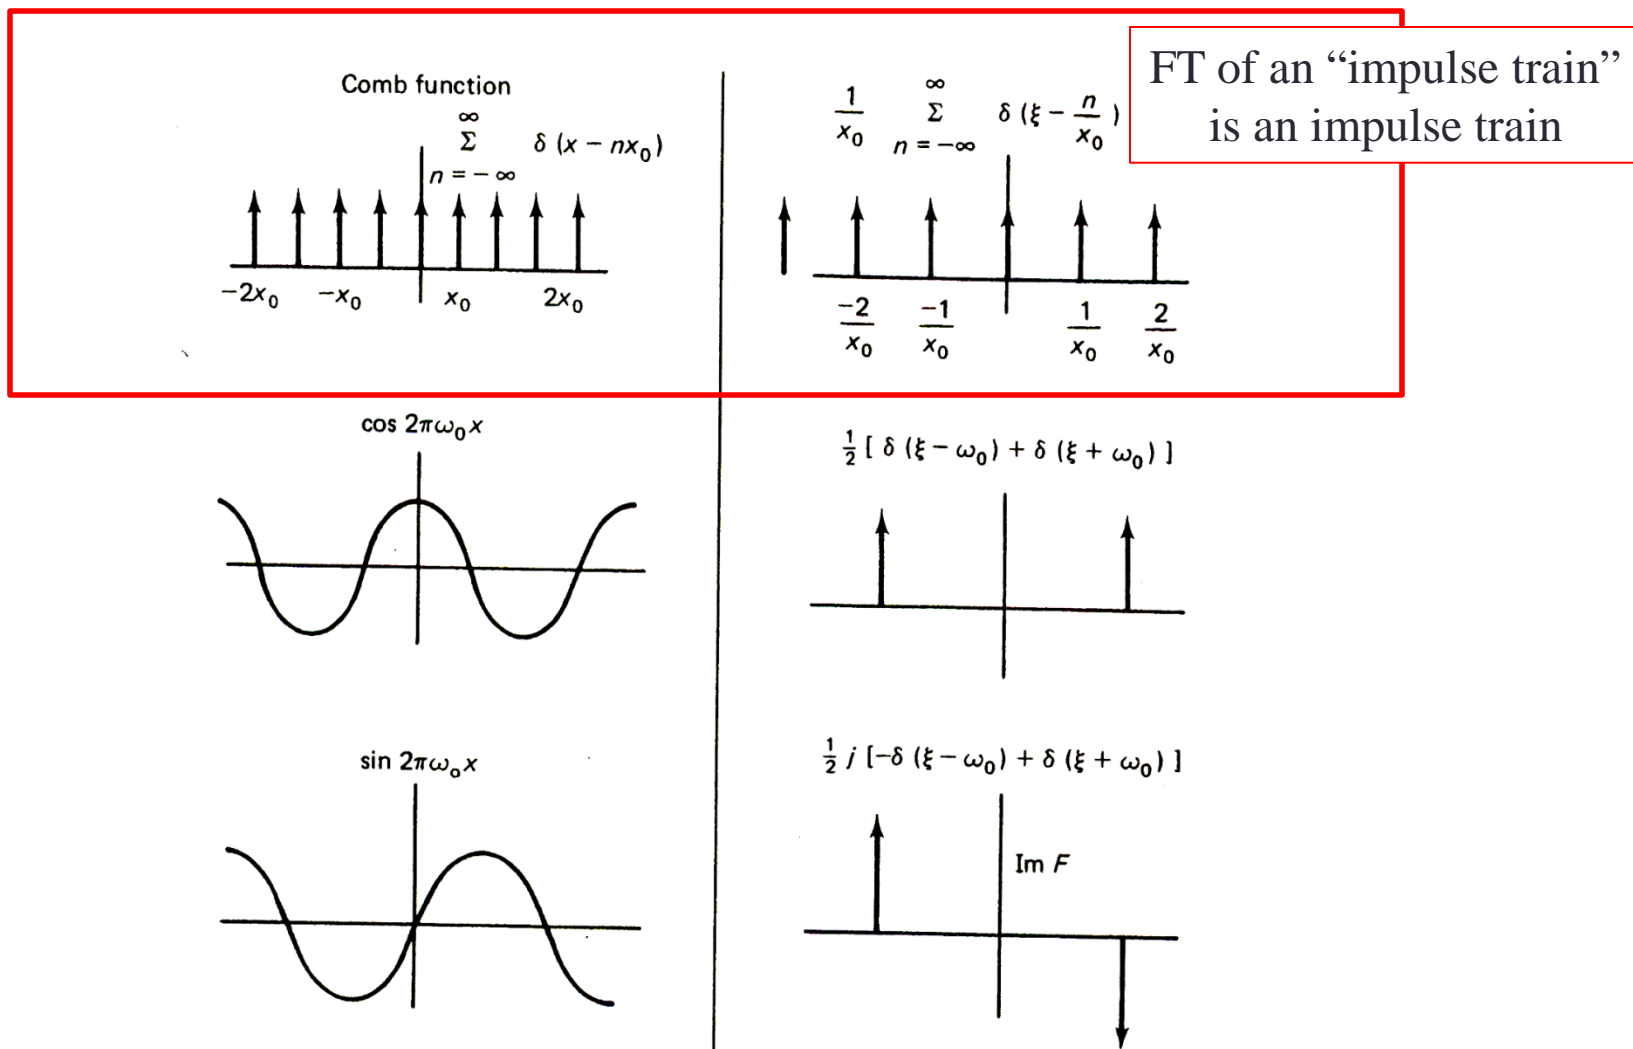 FT of an “impulse train”
is an impulse train
Comb function
∞
Σ δ (x − nx₀)
n = − ∞
−2x₀ −x₀ x₀ 2x₀
1/x₀ ∞ Σ n = −∞ δ (ξ − n/x₀)
−2/x₀ −1/x₀ 1/x₀ 2/x₀
cos 2πω₀x
½ [ δ (ξ − ω₀) + δ (ξ + ω₀) ]
sin 2πω₀x
½ j [−δ (ξ − ω₀) + δ (ξ + ω₀) ]
Im F